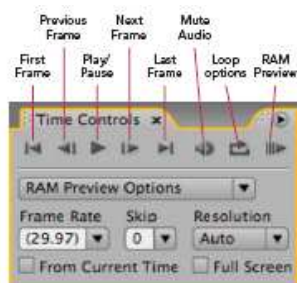 Previous Frame
Next Frame
Mute Audio
First Frame
Play/ Pause
Last Frame
Loop options
RAM Preview
Time Controls
RAM Preview Options
Frame Rate
Skip
Resolution
(29.97)
0
Auto
From Current Time
Full Screen